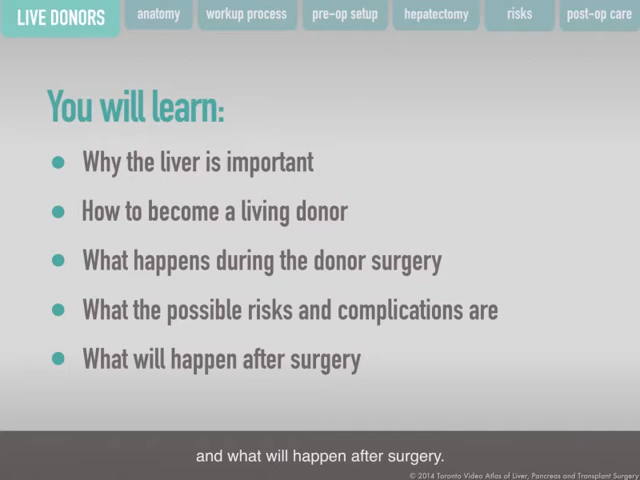 LIVE DONORS anatomy workup process pre-op setup hepatectomy risks post-op care
You will learn:
• Why the liver is important
• How to become a living donor
• What happens during the donor surgery
• What the possible risks and complications are
• What will happen after surgery
and what will happen after surgery.
© 2014 Toronto Video Atlas of Liver, Pancreas and Transplant Surgery